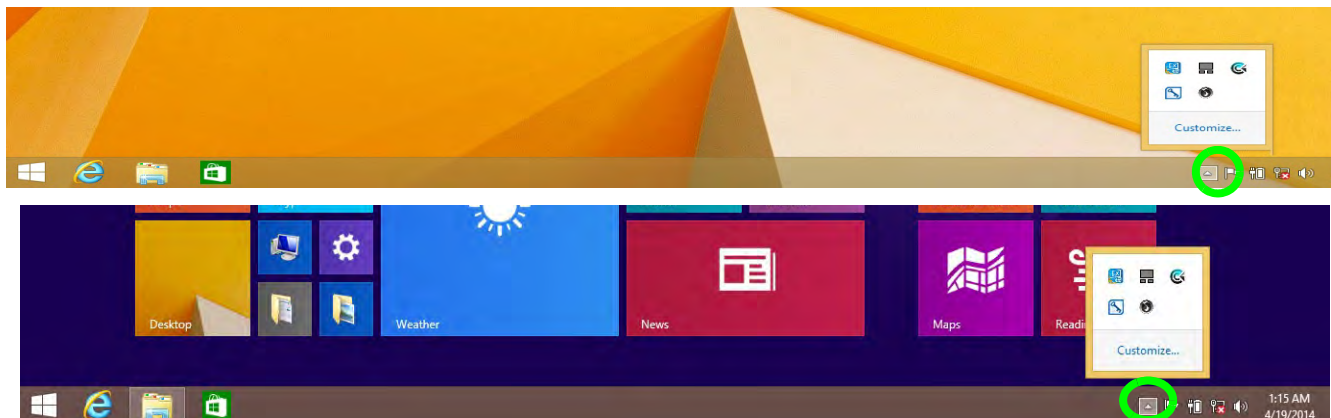 Customize...
Desktop
Weather
News
Maps
Readi
Customize...
1:15 AM
4/19/2014